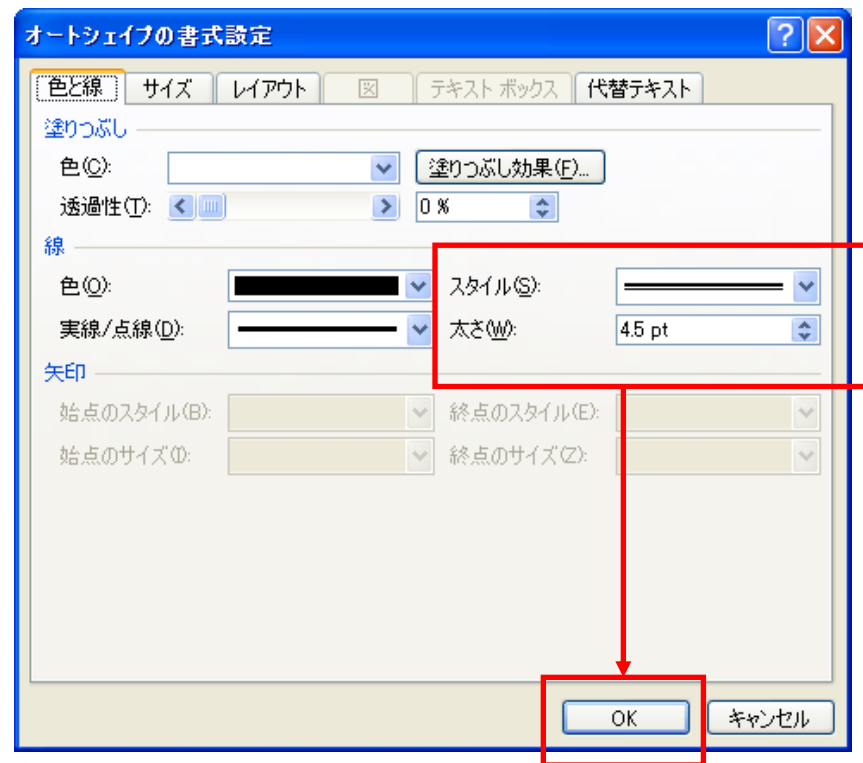 オートシェイプの書式設定
色と線 サイズ レイアウト 図 テキスト ボックス 代替テキスト
塗りつぶし
色(C): 塗りつぶし効果(F)...
透過性(T): 0 %
線
色(O): スタイル(S):
実線/点線(D): 太さ(W): 4.5 pt
矢印
始点のスタイル(B): 終点のスタイル(E):
始点のサイズ(I): 終点のサイズ(Z):
OK キャンセル